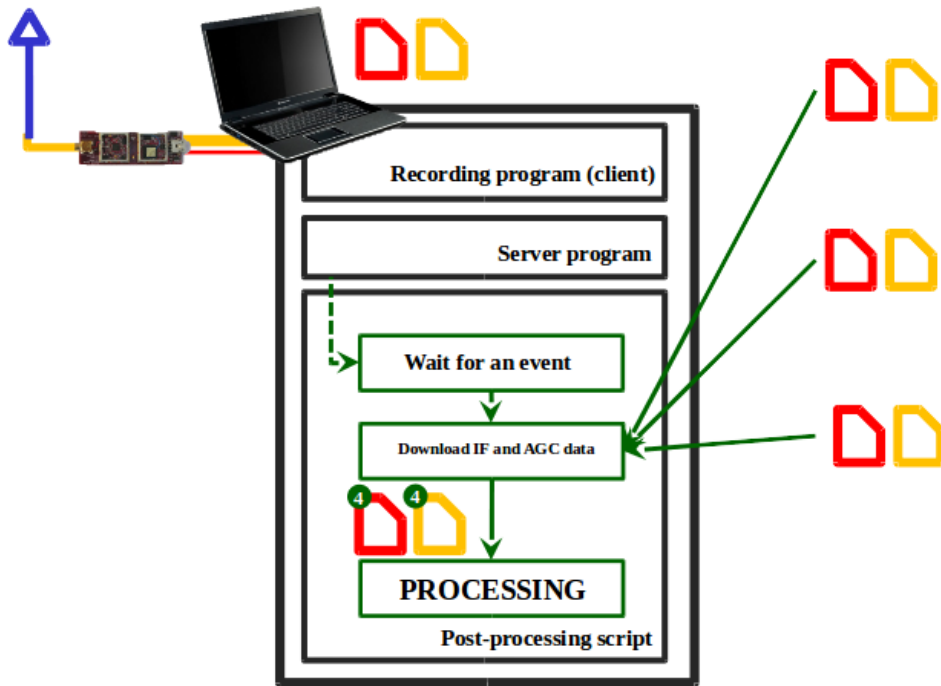 Recording program (client)
Server program
Wait for an event
Download IF and AGC data
4 4
PROCESSING
Post-processing script